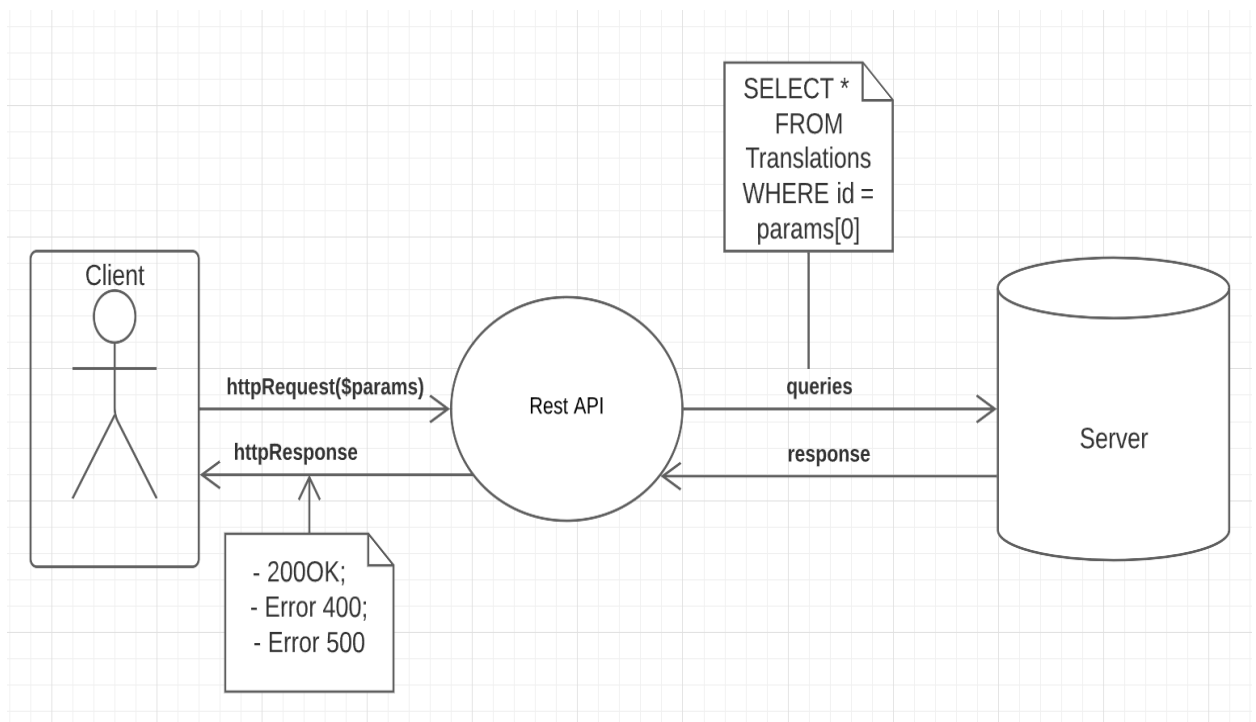 SELECT *
FROM
Translations
WHERE id =
params[0]
Client
httpRequest($params)
Rest API
queries
Server
httpResponse
response
- 200OK;
- Error 400;
- Error 500